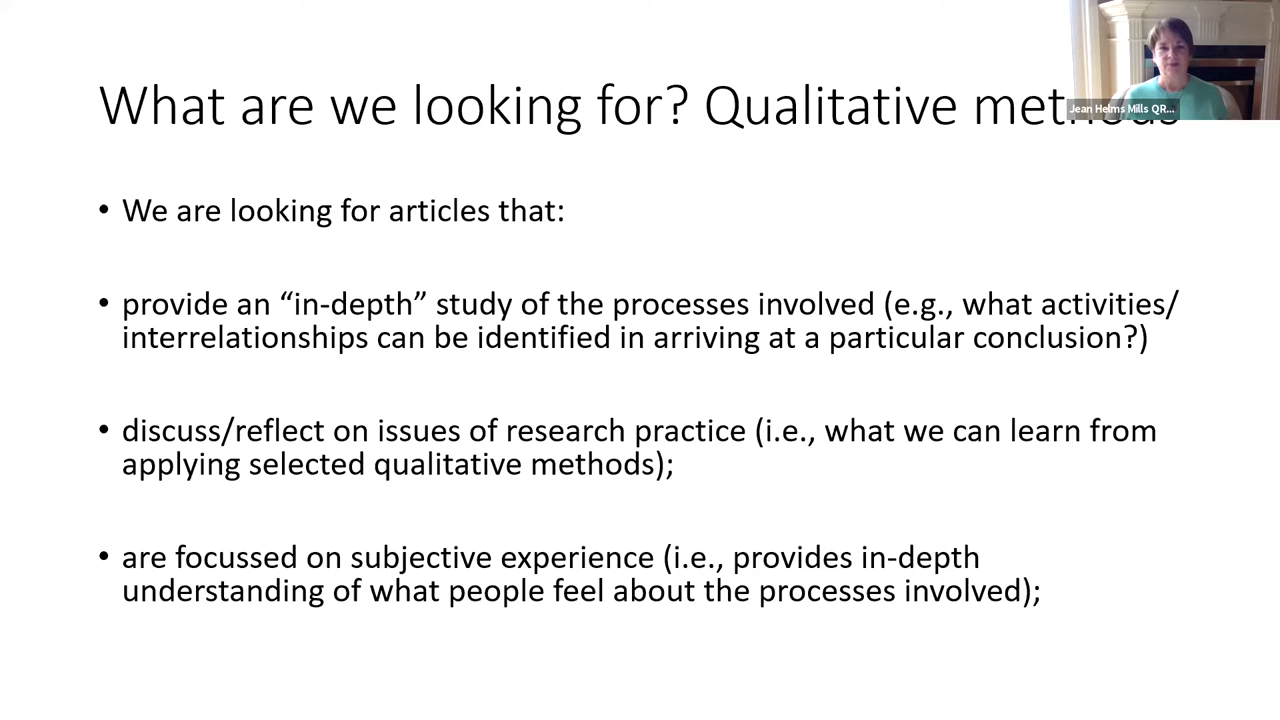 What are we looking for? Qualitative methods
Jean Helms Mills QR...
• We are looking for articles that:
• provide an “in-depth” study of the processes involved (e.g., what activities/
interrelationships can be identified in arriving at a particular conclusion?)
• discuss/reflect on issues of research practice (i.e., what we can learn from
applying selected qualitative methods);
• are focussed on subjective experience (i.e., provides in-depth
understanding of what people feel about the processes involved);